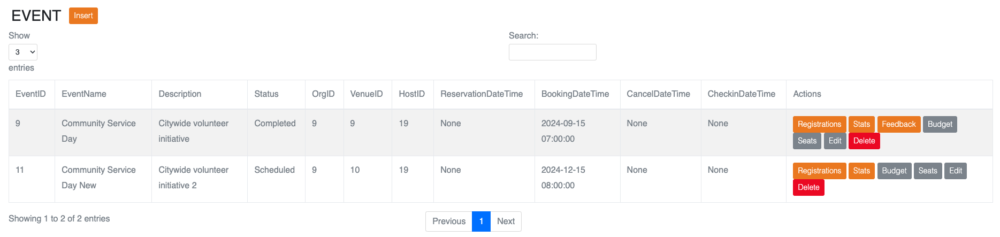 EVENT Insert
Show
3
entries
Search:
EventID EventName Description Status OrgID VenueID HostID ReservationDateTime BookingDateTime CancelDateTime CheckinDateTime Actions
9 Community Service Citywide volunteer Completed 9 9 19 None 2024-09-15 None None Registrations Stats Feedback Budget
Day initiative 07:00:00 Seats Edit Delete
11 Community Service Citywide volunteer Scheduled 9 10 19 None 2024-12-15 None None Registrations Stats Budget Seats Edit
Day New initiative 2 08:00:00 Delete
Showing 1 to 2 of 2 entries Previous 1 Next